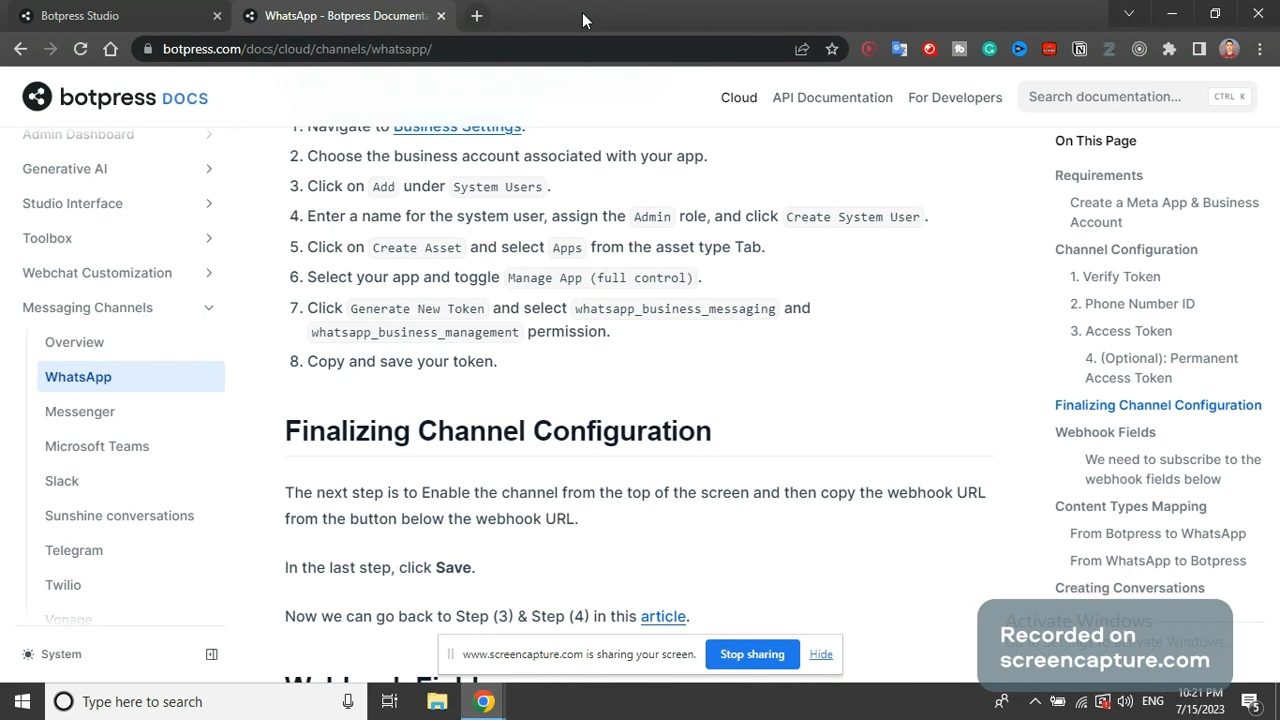 Botpress Studio
WhatsApp - Botpress Documenta
botpress.com/docs/cloud/channels/whatsapp/
botpress DOCS
Cloud
API Documentation
For Developers
Search documentation...
CTRL K
Admin Dashboard
Generative AI
Studio Interface
Toolbox
Webchat Customization
Messaging Channels
Overview
WhatsApp
Messenger
Microsoft Teams
Slack
Sunshine conversations
Telegram
Twilio
Vonage
System
1. Navigate to Business Settings.
2. Choose the business account associated with your app.
3. Click on Add under System Users.
4. Enter a name for the system user, assign the Admin role, and click Create System User.
5. Click on Create Asset and select Apps from the asset type Tab.
6. Select your app and toggle Manage App (full control).
7. Click Generate New Token and select whatsapp_business_messaging and
whatsapp_business_management permission.
8. Copy and save your token.
Finalizing Channel Configuration
The next step is to Enable the channel from the top of the screen and then copy the webhook URL
from the button below the webhook URL.
In the last step, click Save.
Now we can go back to Step (3) & Step (4) in this article.
On This Page
Requirements
Create a Meta App & Business
Account
Channel Configuration
1. Verify Token
2. Phone Number ID
3. Access Token
4. (Optional): Permanent
Access Token
Finalizing Channel Configuration
Webhook Fields
We need to subscribe to the
webhook fields below
Content Types Mapping
From Botpress to WhatsApp
From WhatsApp to Botpress
Creating Conversations
Activate Windows
Go to Settings to activate Windows.
Recorded on
screencapture.com
www.screencapture.com is sharing your screen.
Stop sharing
Hide
Webhook Fields
Type here to search
ENG
10:21 PM
7/15/2023
5